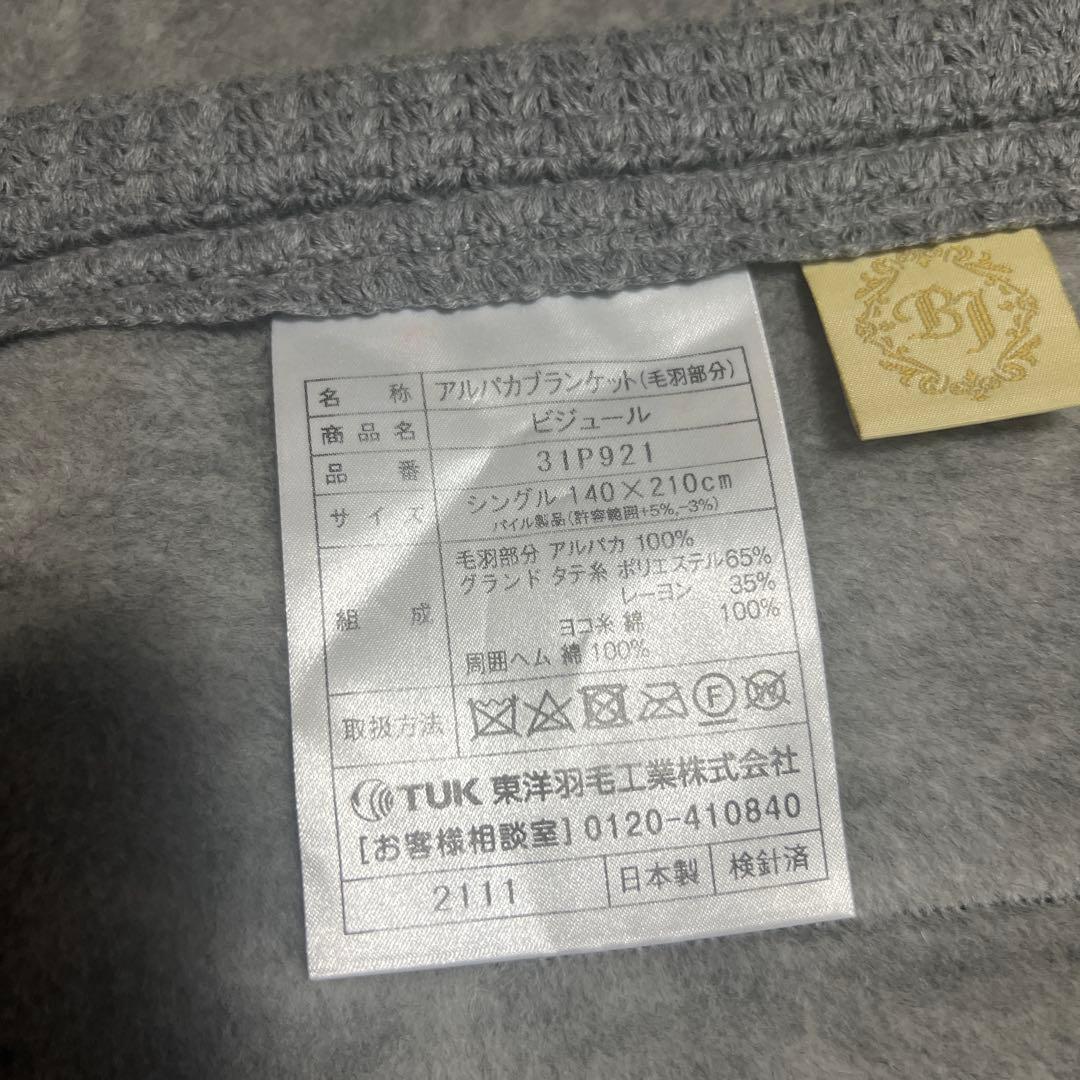 BJ
名称 アルパカブランケット(毛羽部分)
商品名 ビジュール
品番 31P921
サイズ シングル 140×210cm
パイル製品(許容範囲+5%,-3%)
組成 毛羽部分 アルパカ 100%
グランド タテ糸 ポリエステル65%
レーヨン 35%
ヨコ糸 綿 100%
周囲ヘム 綿 100%
取扱方法 F W
TUK 東洋羽毛工業株式会社
[お客様相談室] 0120-410840
2111 日本製 検針済